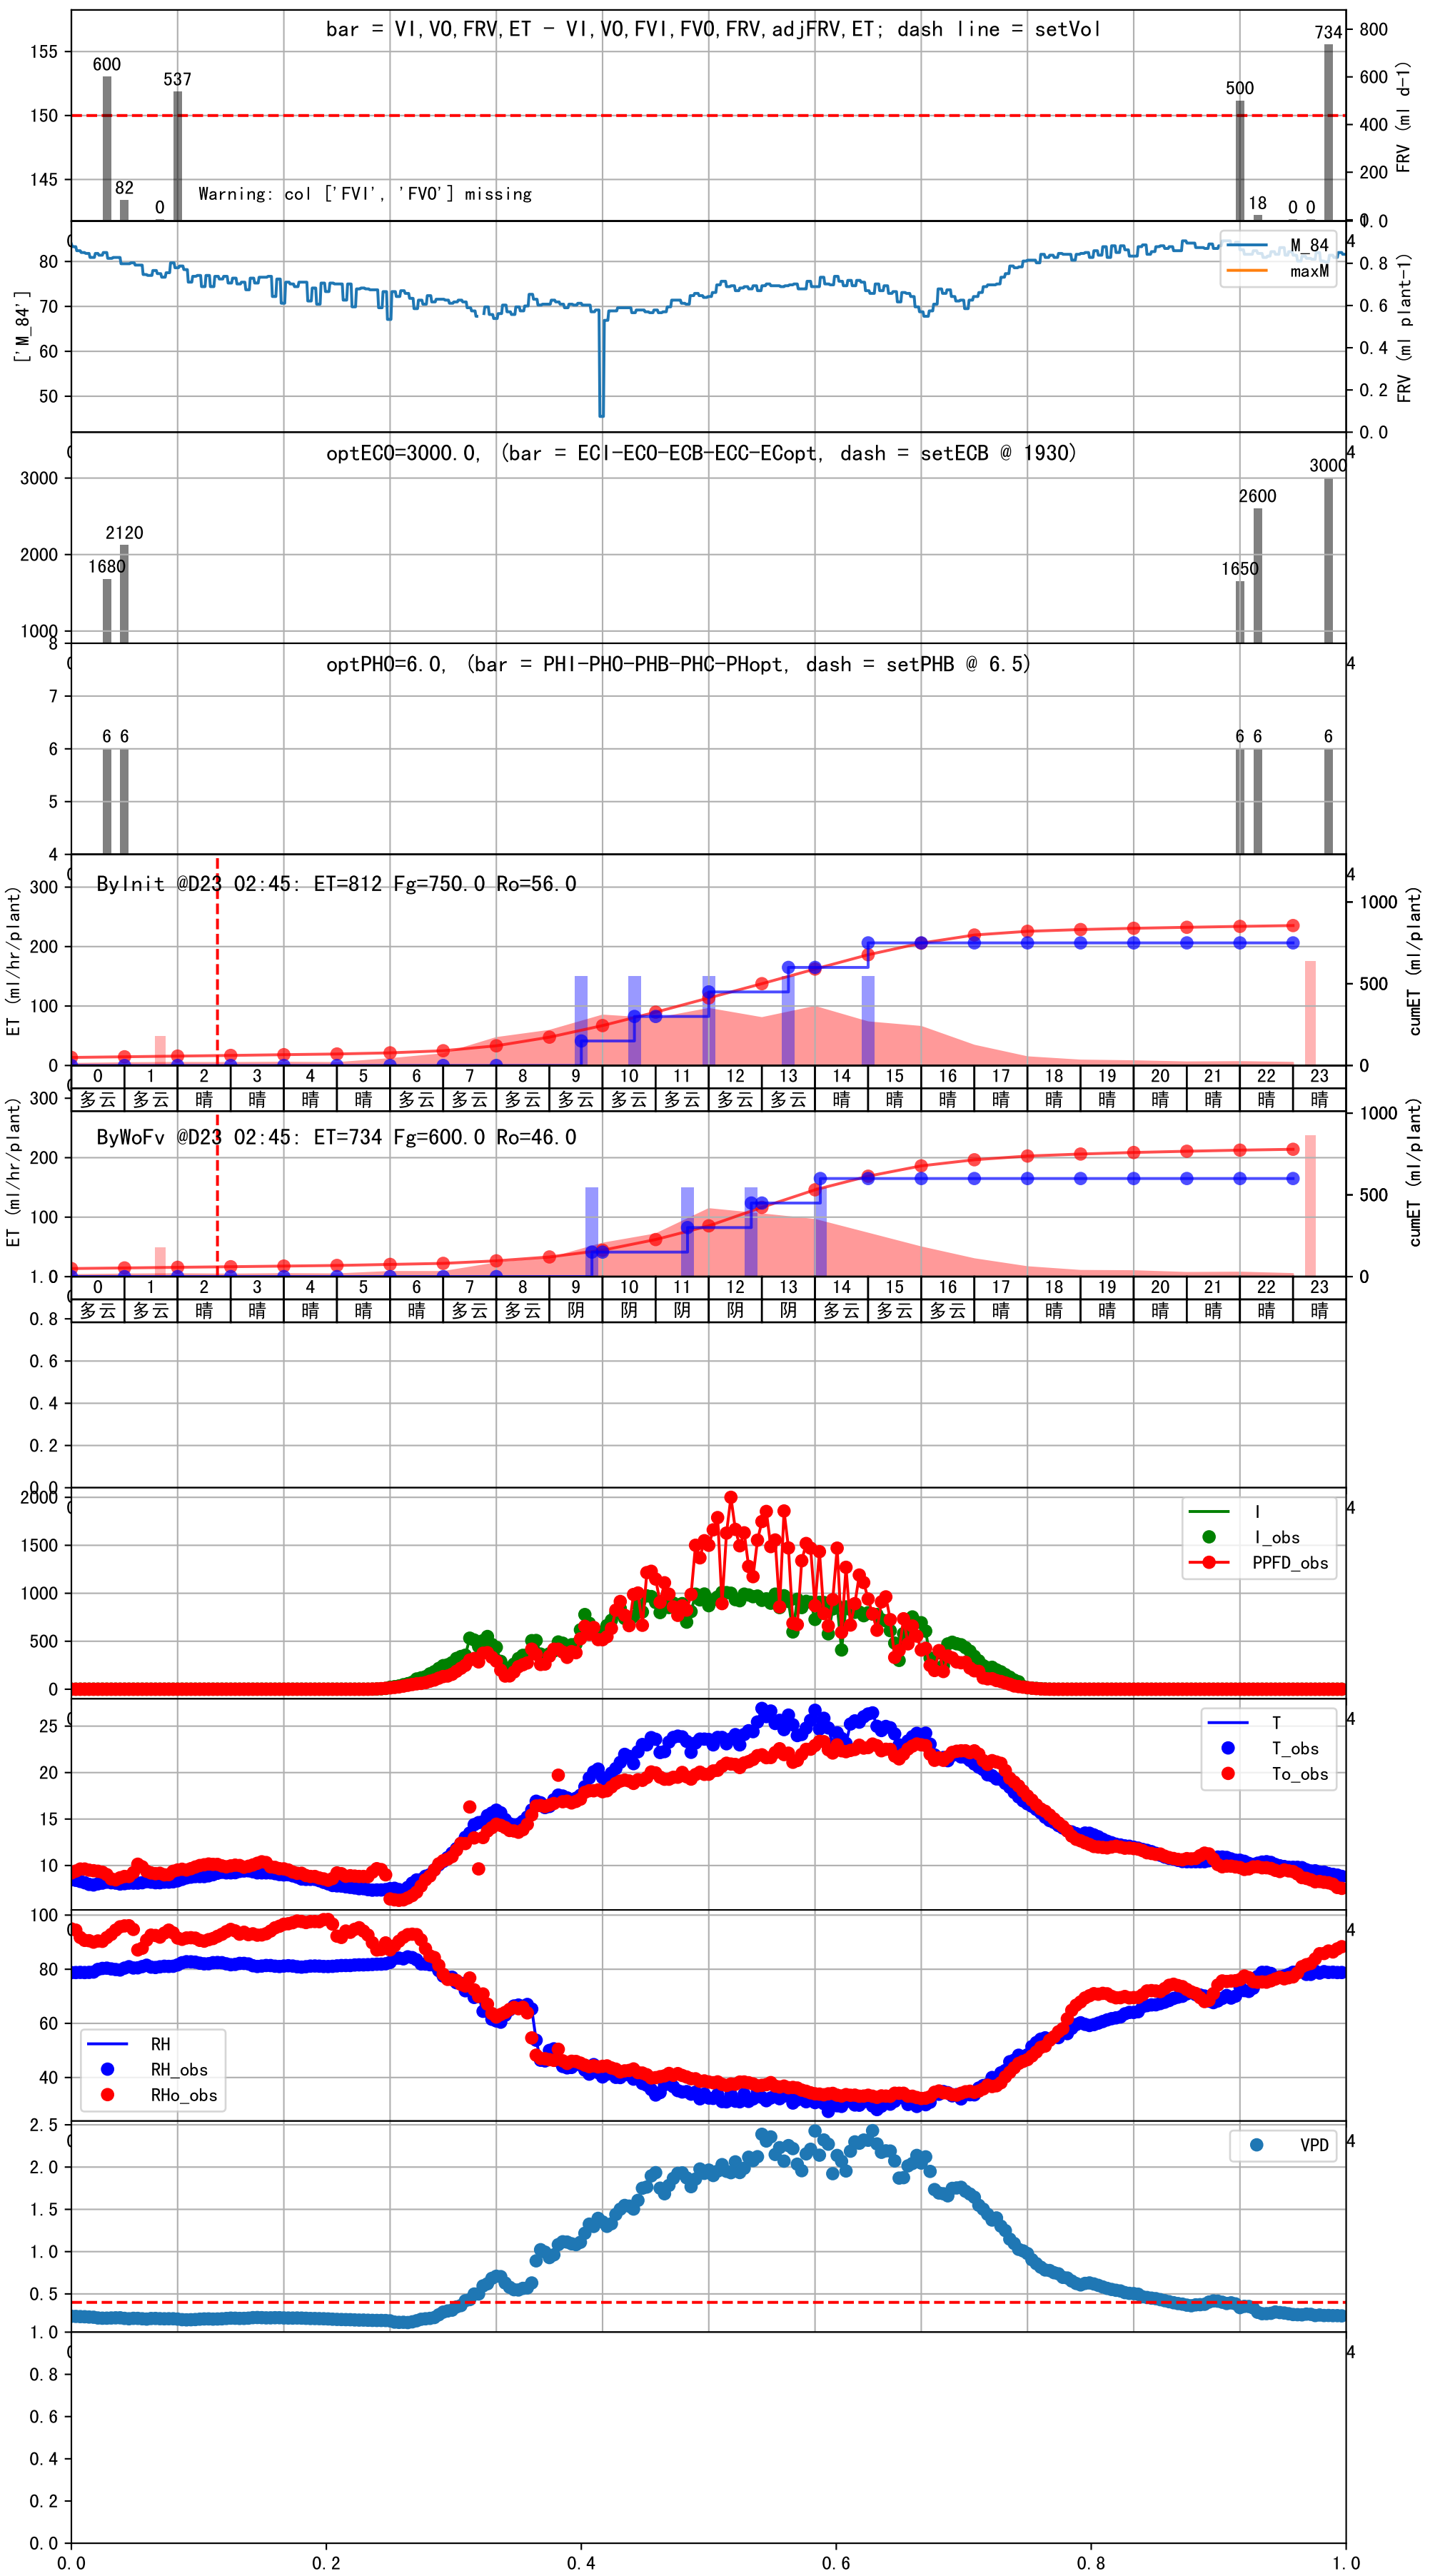 bar = VI,VO,FRV,ET - VI,VO,FVI,FVO,FRV,adjFRV,ET; dash line = setVol
155
150
145
600
82
0
537
Warning: col ['FVI', 'FVO'] missing
500
18
0
0
734
800
600
400
200
0
FRV (ml d-1)
['M_84']
80
70
60
50
M_84
maxM
1.0
0.8
0.6
0.4
0.2
0.0
FRV (ml plant-1)
optECO=3000.0, (bar = ECI-ECO-ECB-ECC-ECopt, dash = setECB @ 1930)
3000
2000
1000
1680
2120
1650
2600
3000
optPHO=6.0, (bar = PHI-PHO-PHB-PHC-PHopt, dash = setPHB @ 6.5)
8
7
6
5
4
6 6
6 6
6
ByInit @D23 02:45: ET=812 Fg=750.0 Ro=56.0
ET (ml/hr/plant)
300
200
100
0
1000
500
0
cumET (ml/plant)
0 1 2 3 4 5 6 7 8 9 10 11 12 13 14 15 16 17 18 19 20 21 22 23
多云 多云 晴 晴 晴 晴 多云 多云 多云 多云 多云 多云 多云 多云 晴 晴 晴 晴 晴 晴 晴 晴 晴 晴
ByWoFv @D23 02:45: ET=734 Fg=600.0 Ro=46.0
ET (ml/hr/plant)
300
200
100
1000
500
0
cumET (ml/plant)
0 1 2 3 4 5 6 7 8 9 10 11 12 13 14 15 16 17 18 19 20 21 22 23
多云 多云 晴 晴 晴 晴 晴 多云 多云 阴 阴 阴 阴 阴 多云 多云 多云 晴 晴 晴 晴 晴 晴 晴
1.0
0.8
0.6
0.4
0.2
0.0
2000
1500
1000
500
0
I
I_obs
PPFD_obs
25
20
15
10
T
T_obs
To_obs
100
80
60
40
RH
RH_obs
RHo_obs
2.5
2.0
1.5
1.0
0.5
VPD
1.0
0.8
0.6
0.4
0.2
0.0
0.0 0.2 0.4 0.6 0.8 1.0